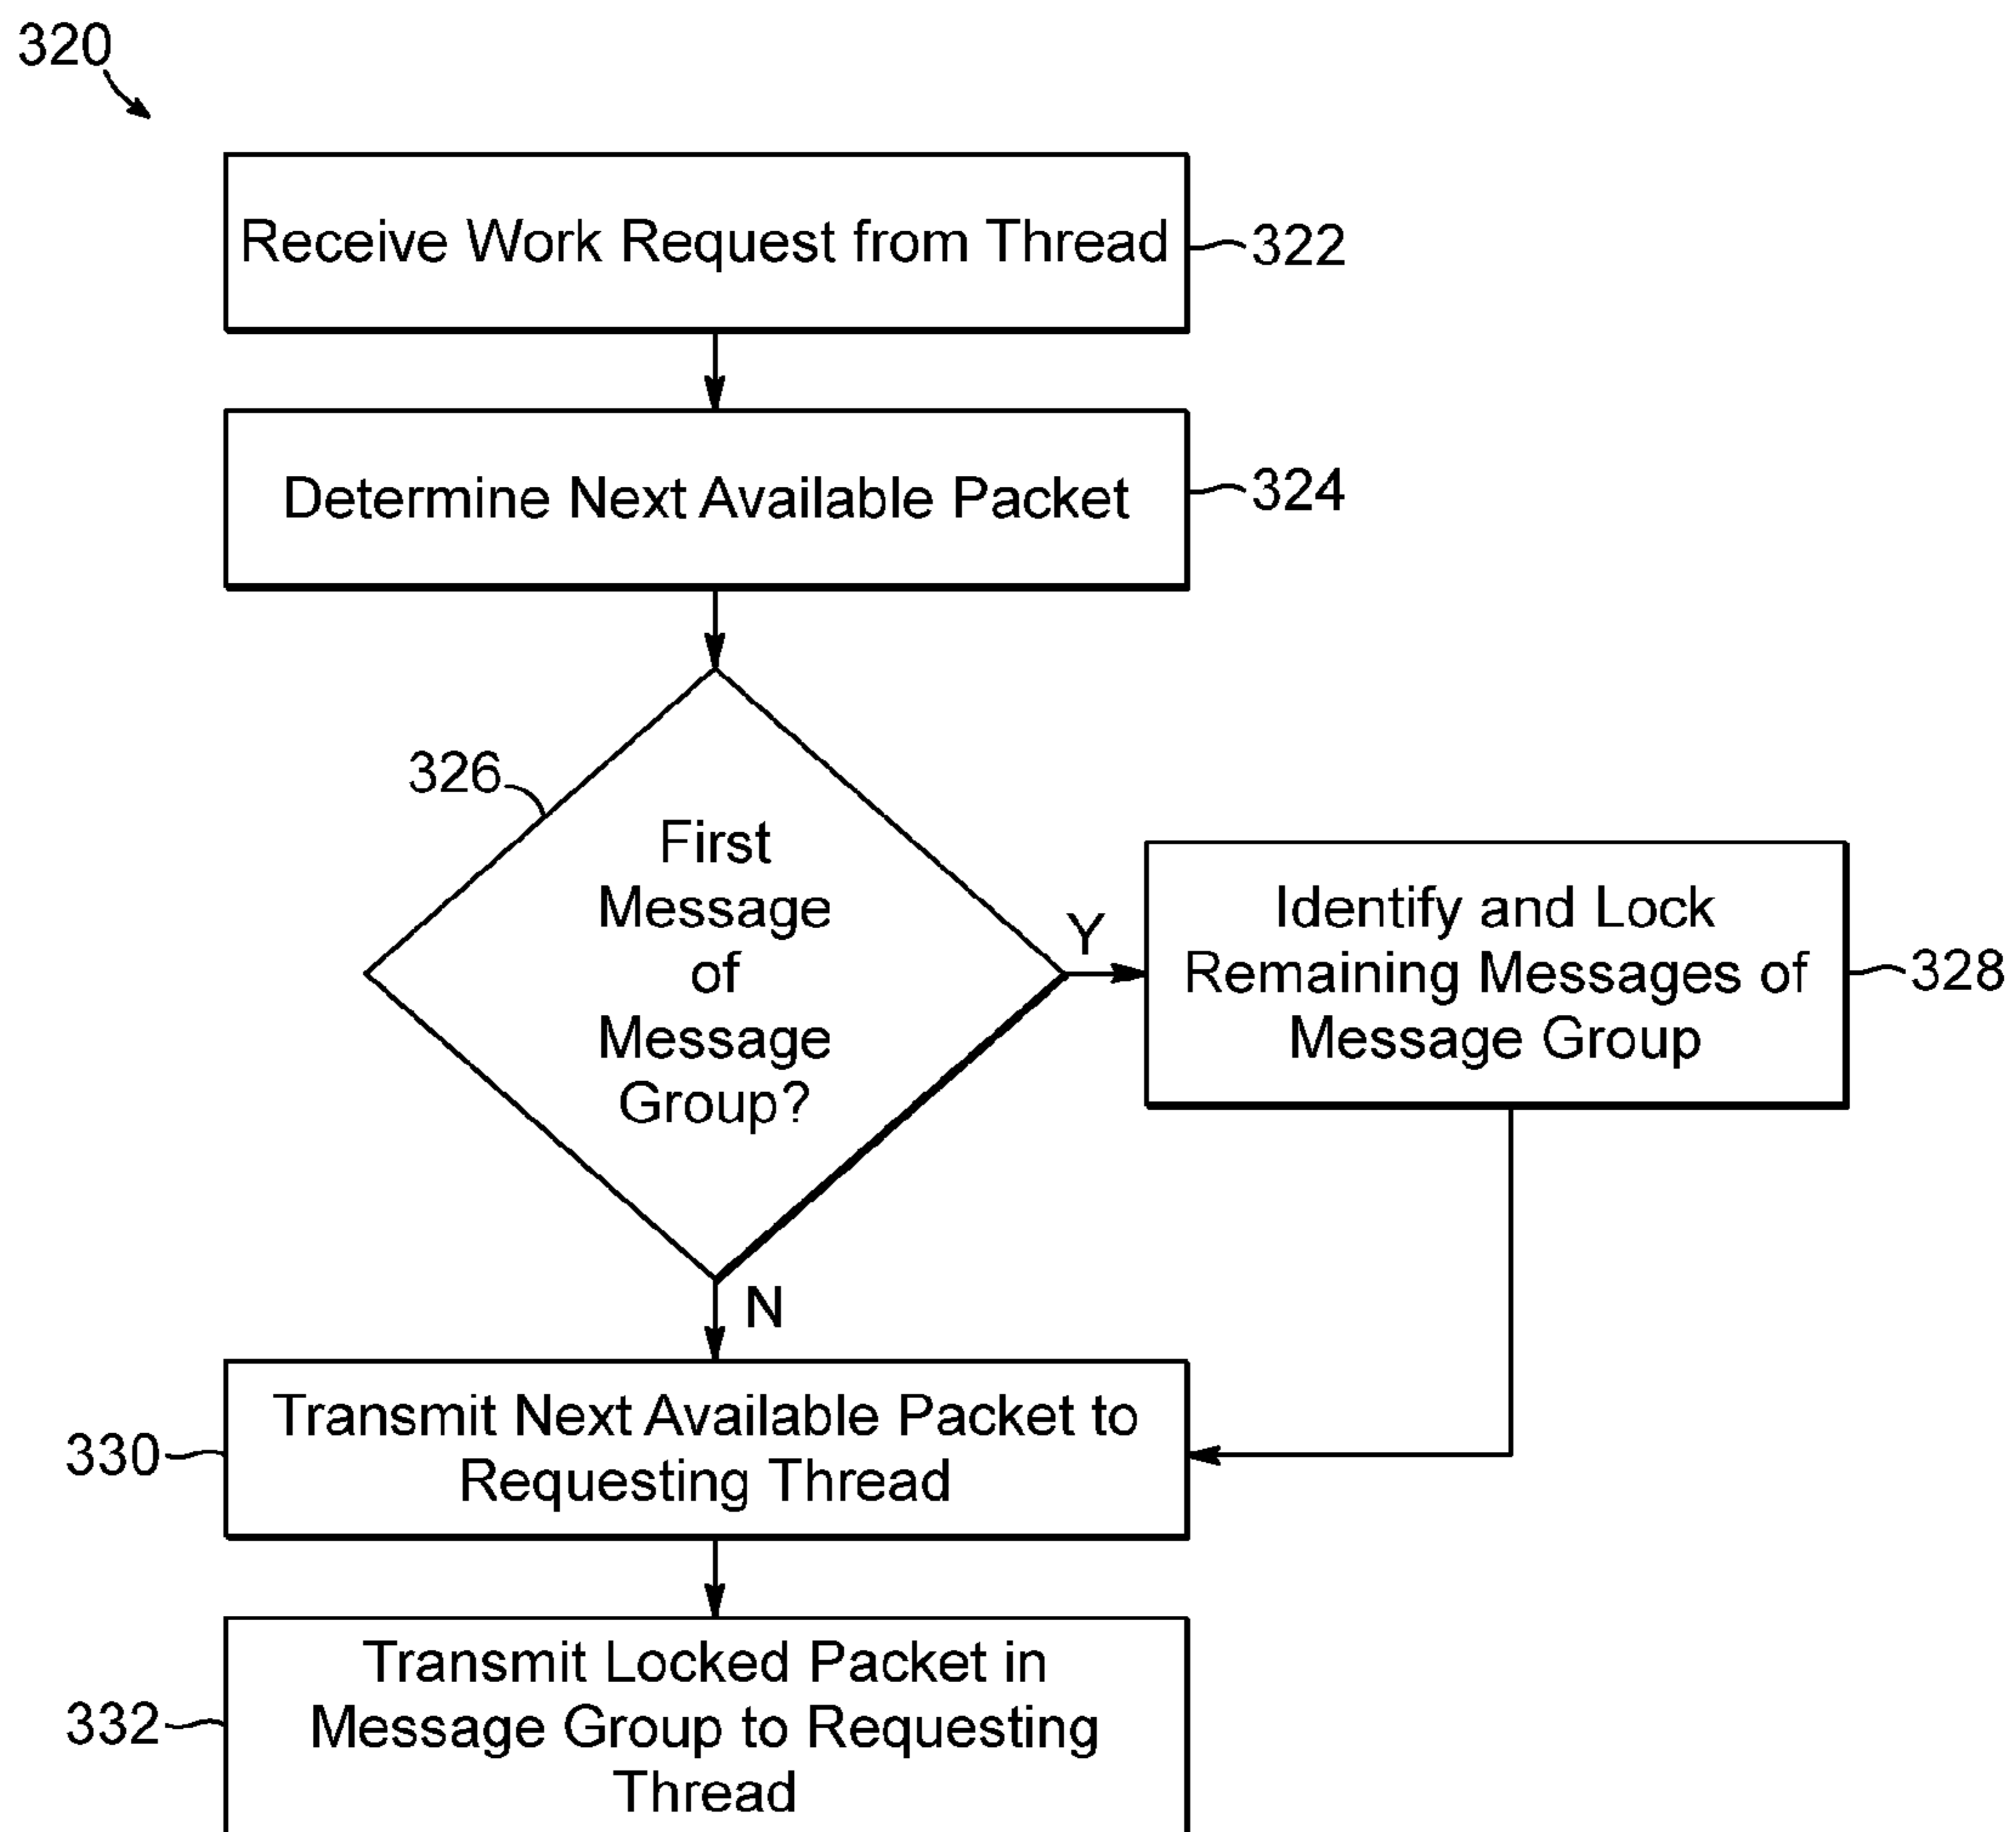 320
Receive Work Request from Thread
322
Determine Next Available Packet
324
326
First
Message
of
Message
Group?
Y
Identify and Lock
Remaining Messages of
Message Group
328
N
Transmit Next Available Packet to
Requesting Thread
330
Transmit Locked Packet in
Message Group to Requesting
Thread
332